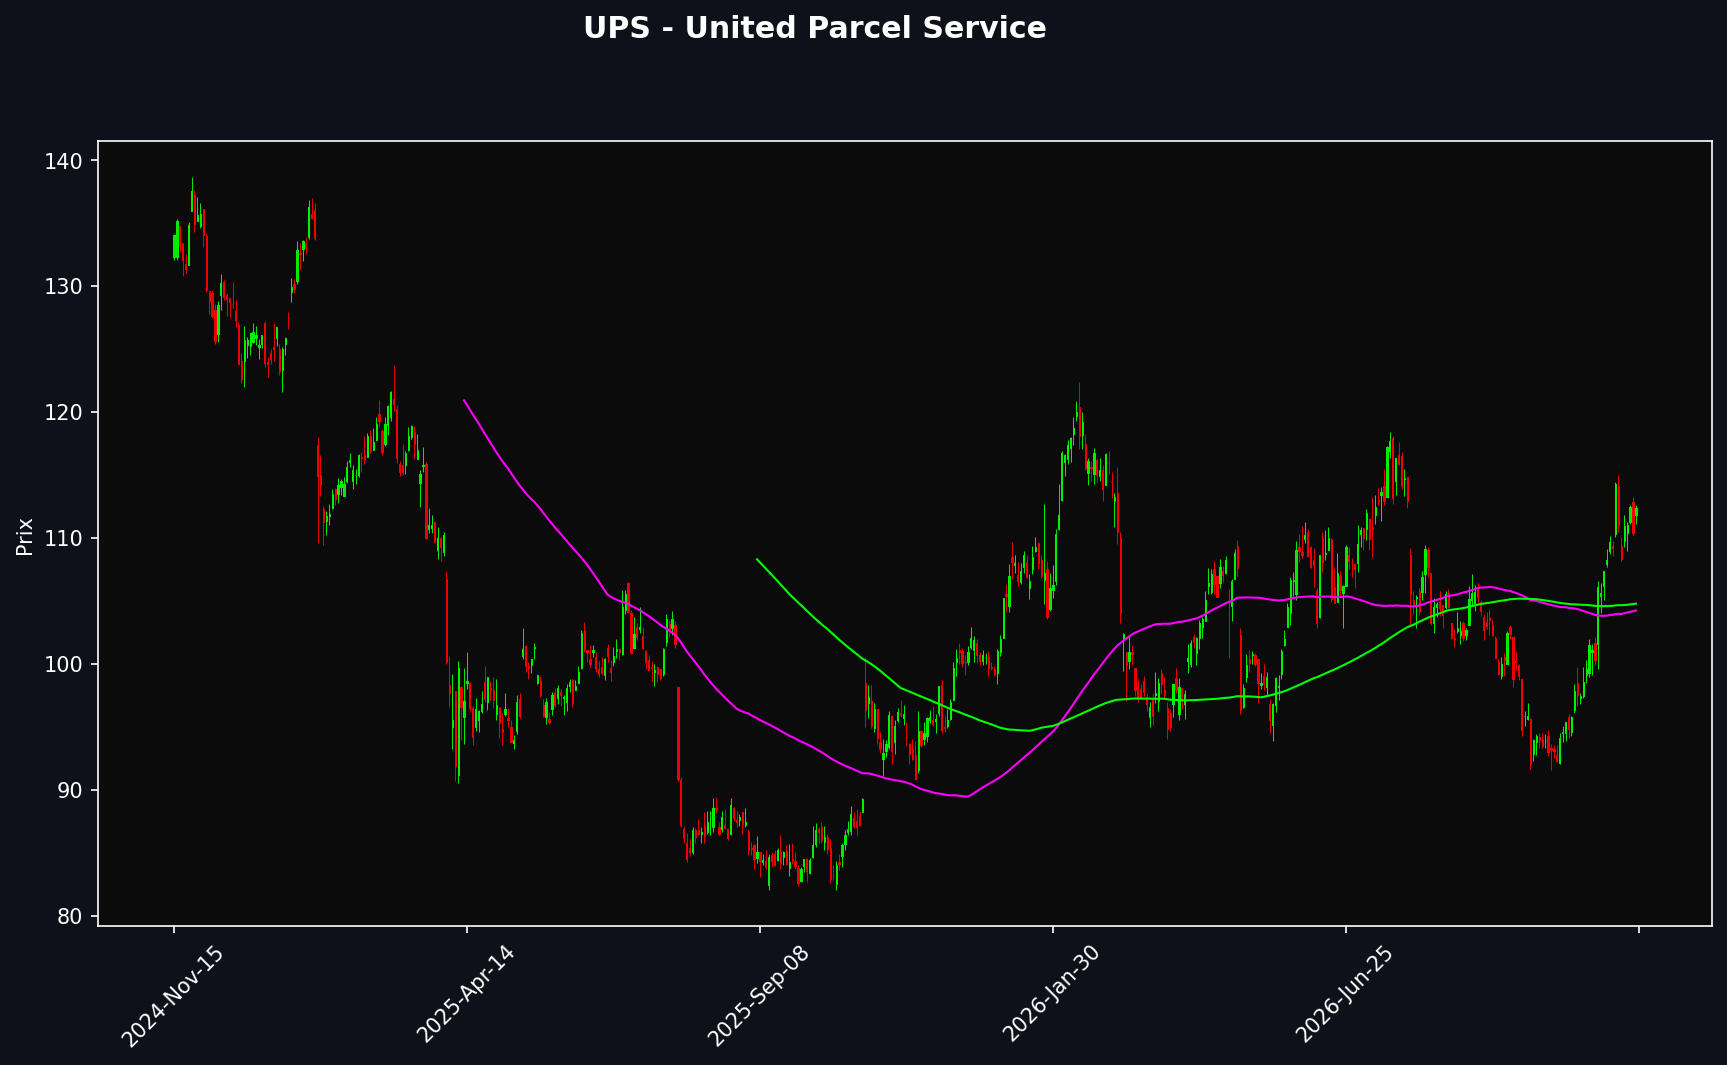 UPS - United Parcel Service
Prix
140
130
120
110
100
90
80
2024-Nov-15
2025-Apr-14
2025-Sep-08
2026-Jan-30
2026-Jun-25